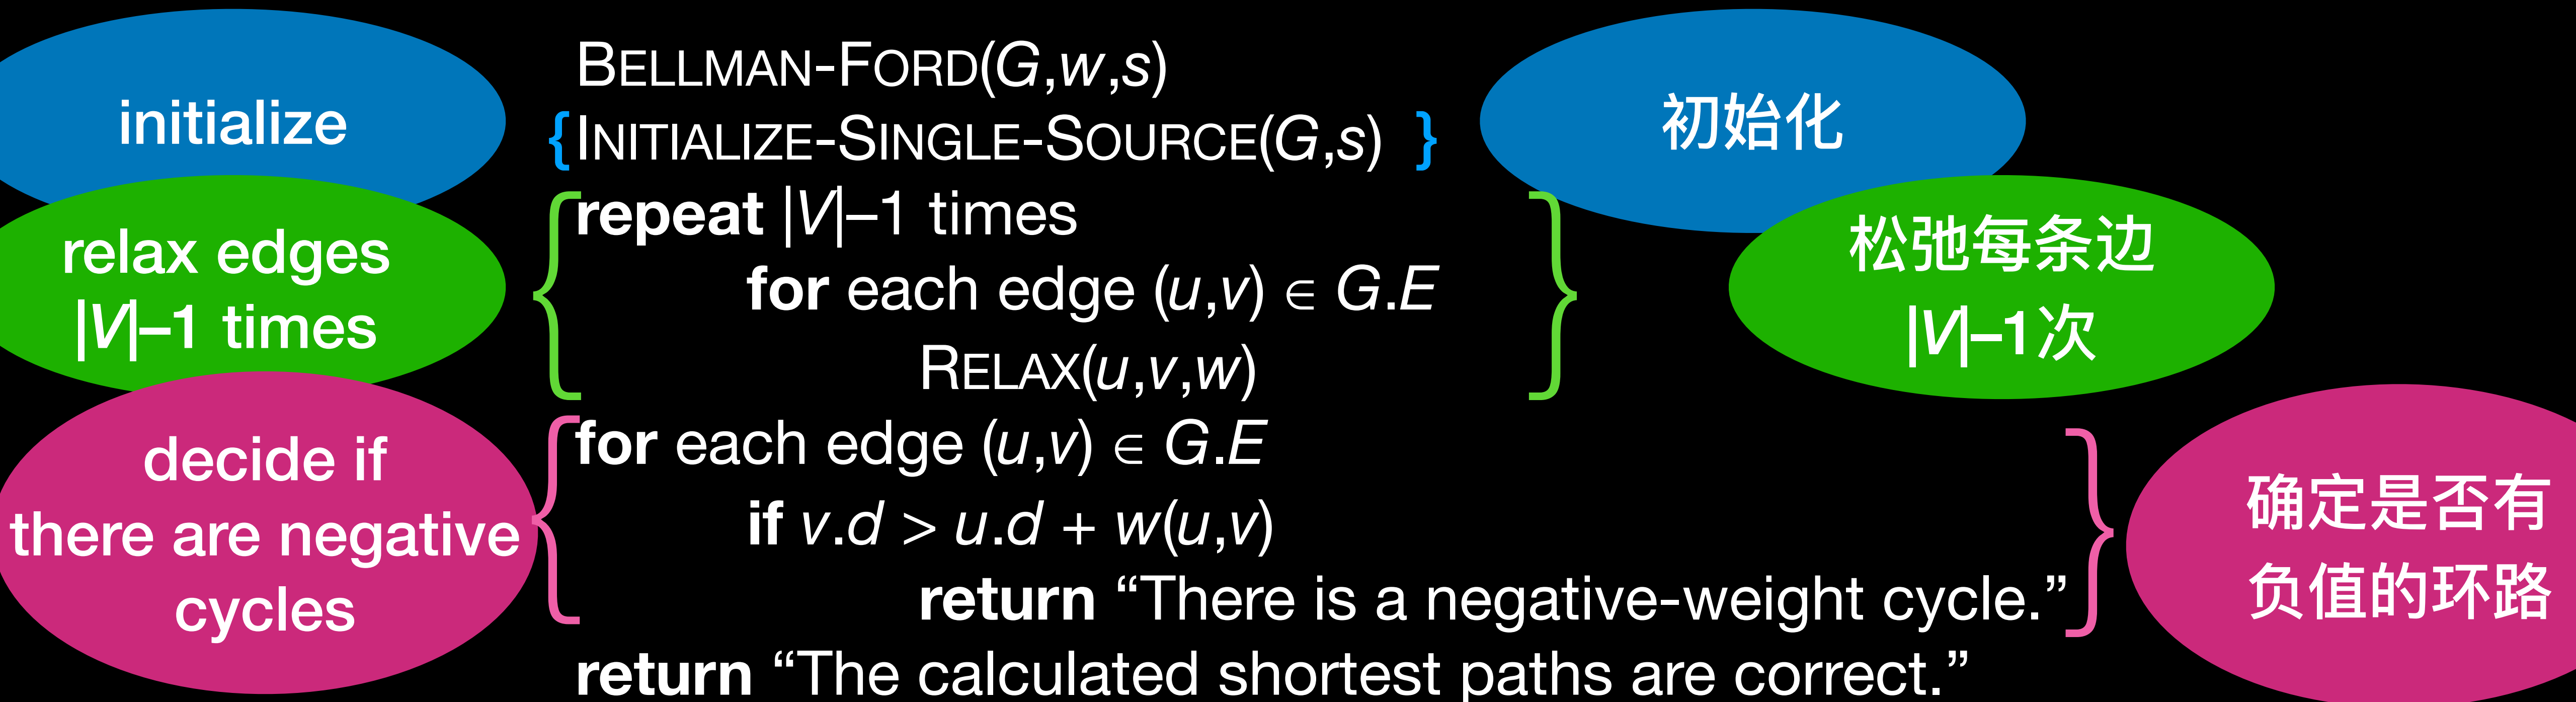 initialize
relax edges
|V|–1 times
decide if
there are negative
cycles
BELLMAN-FORD(G,w,s)
{INITIALIZE-SINGLE-SOURCE(G,s) }
repeat |V|–1 times
for each edge (u,v) ∈ G.E
RELAX(u,v,w)
for each edge (u,v) ∈ G.E
if v.d > u.d + w(u,v)
return “There is a negative-weight cycle.”
return “The calculated shortest paths are correct.”
初始化
松弛每条边
|V|–1次
确定是否有
负值的环路